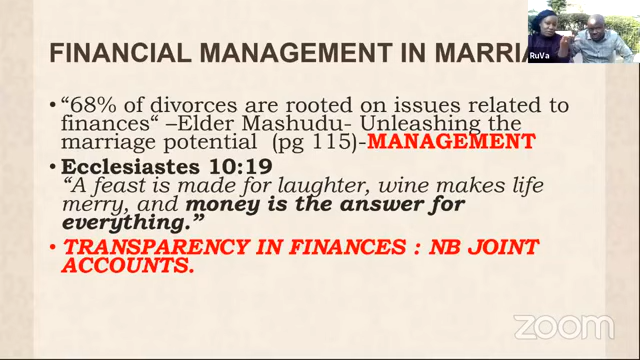 FINANCIAL MANAGEMENT IN MARRIA
RuVa
• “68% of divorces are rooted on issues related to
finances“ –Elder Mashudu- Unleashing the
marriage potential (pg 115)-MANAGEMENT
• Ecclesiastes 10:19
“A feast is made for laughter, wine makes life
merry, and money is the answer for
everything.”
• TRANSPARENCY IN FINANCES : NB JOINT
ACCOUNTS.
zoom